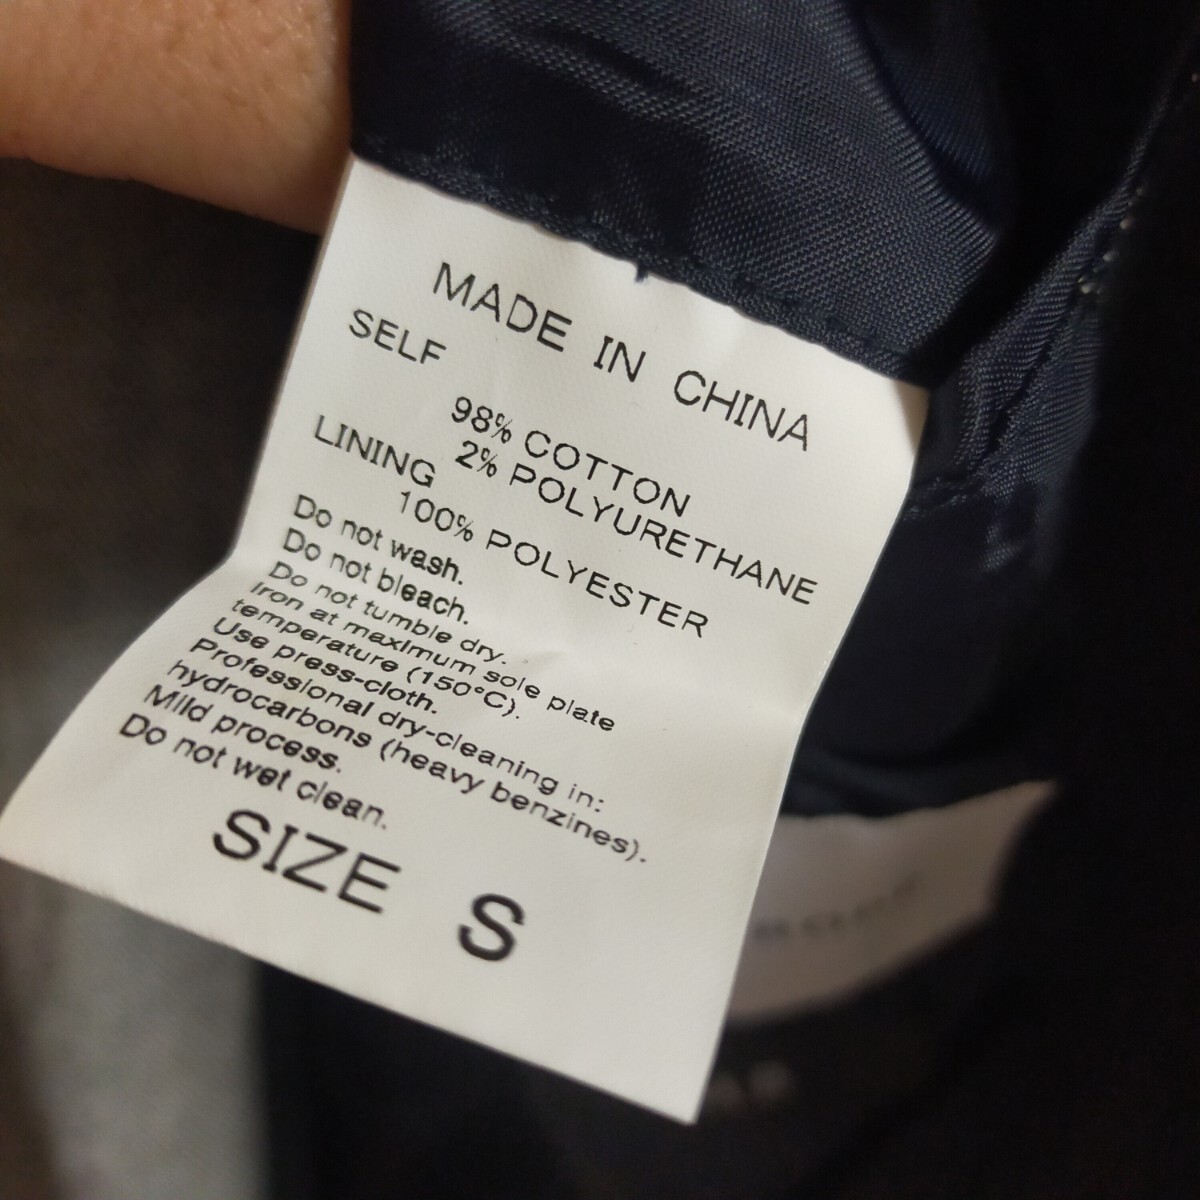 MADE IN CHINA
SELF
98% COTTON
2% POLYURETHANE
LINING
100% POLYESTER
Do not wash.
Do not bleach.
Do not tumble dry.
Iron at maximum sole plate
temperature (150°C).
Use press-cloth.
Professional dry-cleaning in:
hydrocarbons (heavy benzines).
Mild process.
Do not wet clean.
SIZE S